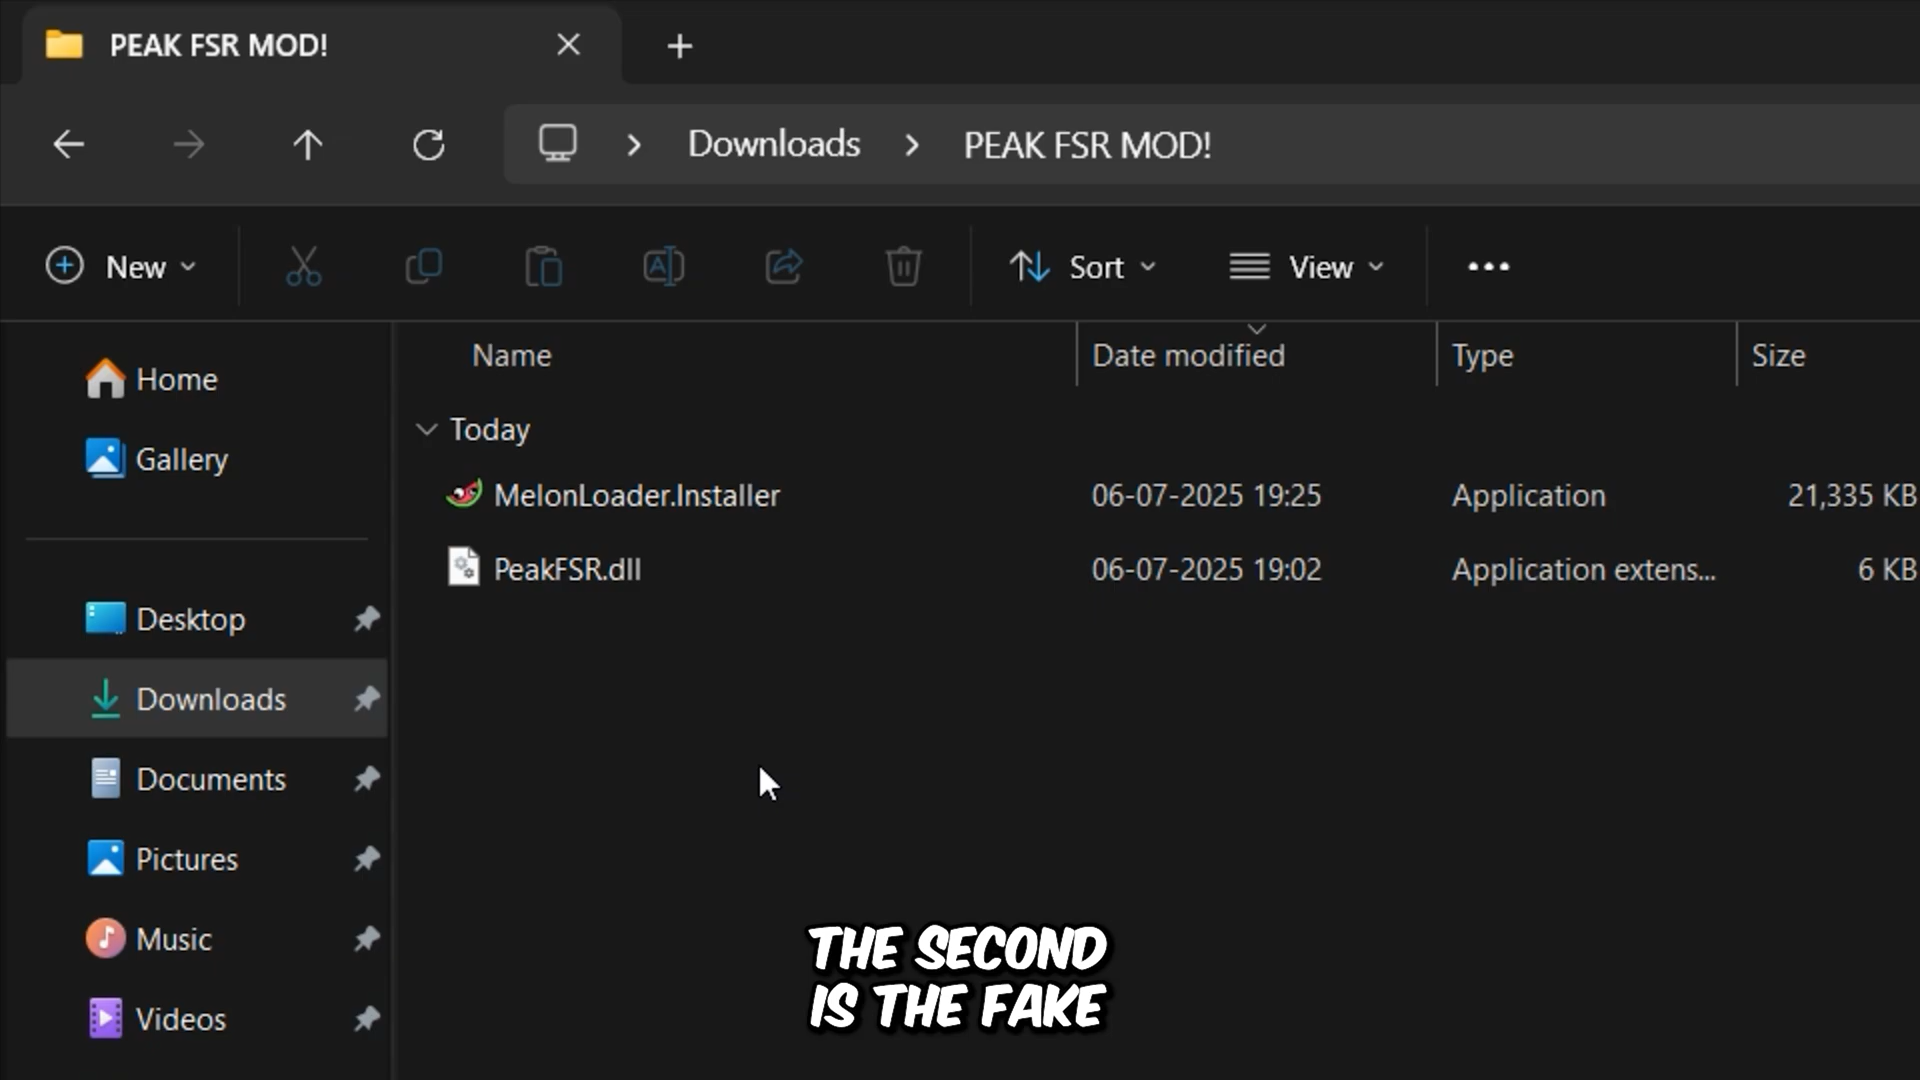 PEAK FSR MOD!
Downloads PEAK FSR MOD!
New Sort View
Name Date modified Type Size
Home
Gallery
Desktop
Downloads
Documents
Pictures
Music
Videos
Today
MelonLoader.Installer 06-07-2025 19:25 Application 21,335 KB
PeakFSR.dll 06-07-2025 19:02 Application extens... 6 KB
THE SECOND
IS THE FAKE